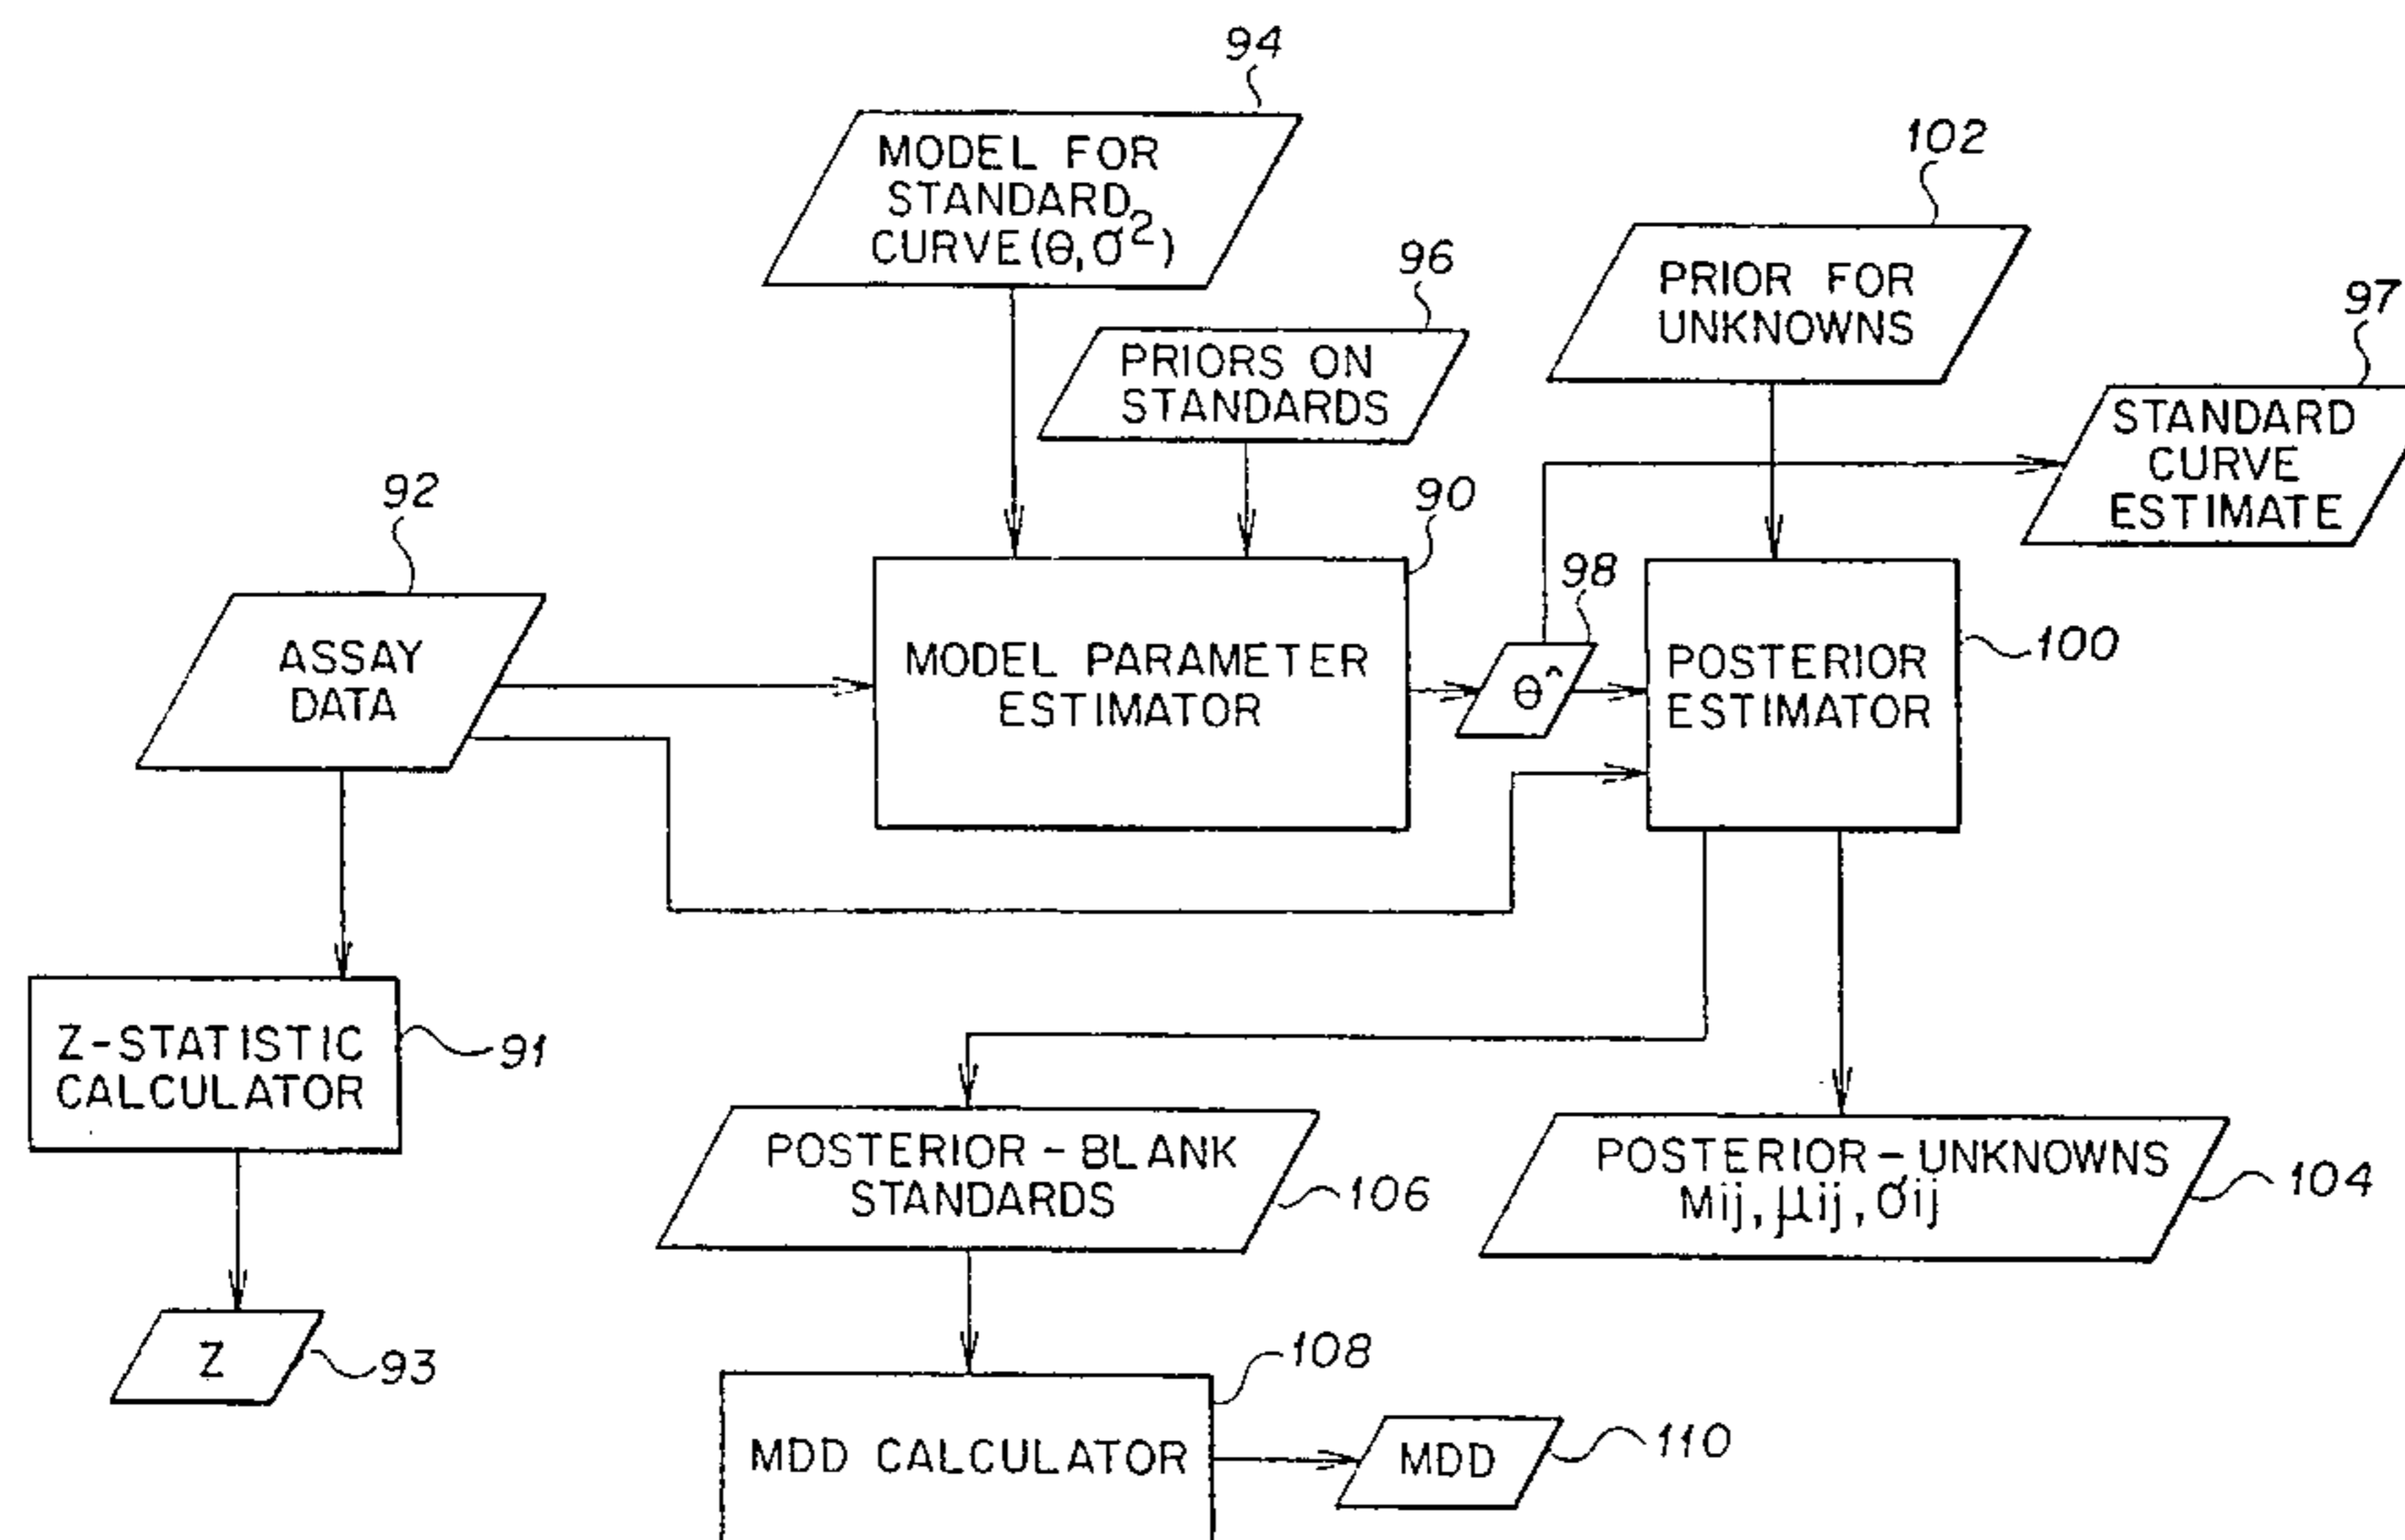 94
MODEL FOR
STANDARD
CURVE(θ,σ²)
102
PRIOR FOR
UNKNOWNS
96
PRIORS ON
STANDARDS
97
STANDARD
CURVE
ESTIMATE
92
ASSAY
DATA
90
MODEL PARAMETER
ESTIMATOR
98
θ^
POSTERIOR
ESTIMATOR
100
Z-STATISTIC
CALCULATOR
91
POSTERIOR-BLANK
STANDARDS
106
POSTERIOR-UNKNOWNS
Mij, μij, σij
104
Z
93
108
MDD CALCULATOR
MDD
110